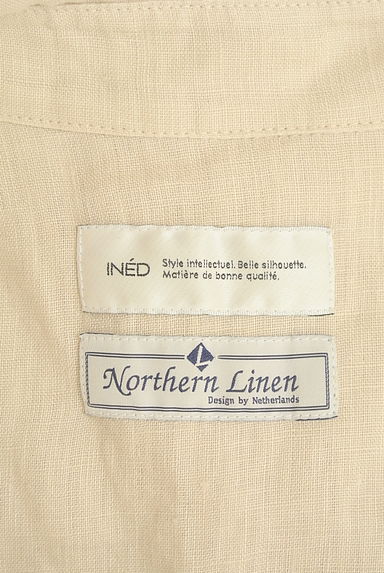 INÉD
Style intellectuel. Belle silhouette.
Matière de bonne qualité.
L
Northern Linen
Design by Netherlands